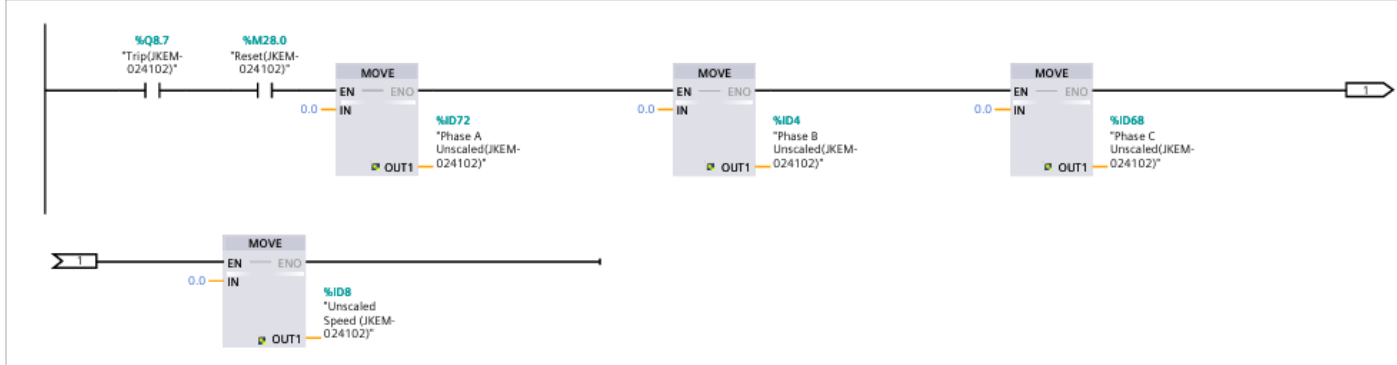 %Q8.7
"Trip(JKEM-
024102)"
%M28.0
"Reset(JKEM-
024102)"
MOVE
EN ENO
0.0 IN
%ID72
"Phase A
Unscaled(JKEM-
024102)"
OUT1
MOVE
EN ENO
0.0 IN
%ID4
"Phase B
Unscaled(JKEM-
024102)"
OUT1
MOVE
EN ENO
0.0 IN
%ID68
"Phase C
Unscaled(JKEM-
024102)"
OUT1
1
1
MOVE
EN ENO
0.0 IN
%ID8
"Unscaled
Speed (JKEM-
024102)"
OUT1